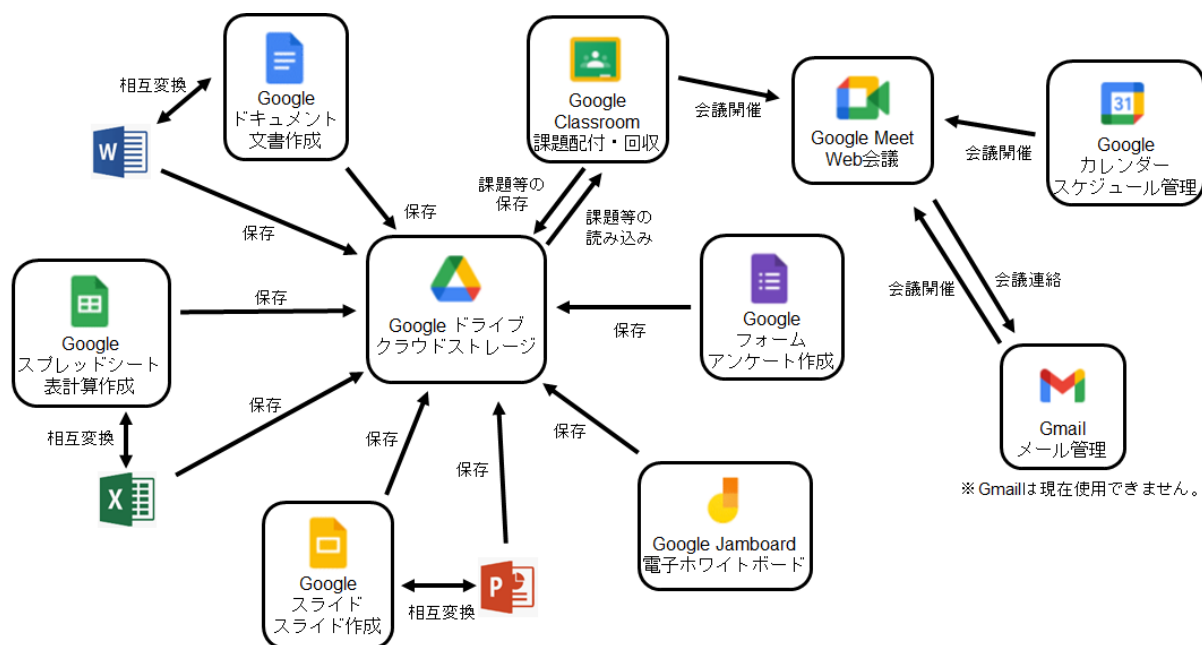 相互変換
Google
ドキュメント
文書作成
W
保存
保存
Google
Classroom
課題配付・回収
会議開催
Google Meet
Web会議
31
Google
カレンダー
スケジュール管理
会議開催
課題等の
保存
課題等の
読み込み
Google
スプレッドシート
表計算作成
保存
Google ドライブ
クラウドストレージ
Google
フォーム
アンケート作成
保存
会議開催
会議連絡
Gmail
メール管理
※Gmailは現在使用できません。
相互変換
X
保存
保存
保存
保存
Google
スライド
スライド作成
相互変換
P
Google Jamboard
電子ホワイトボード